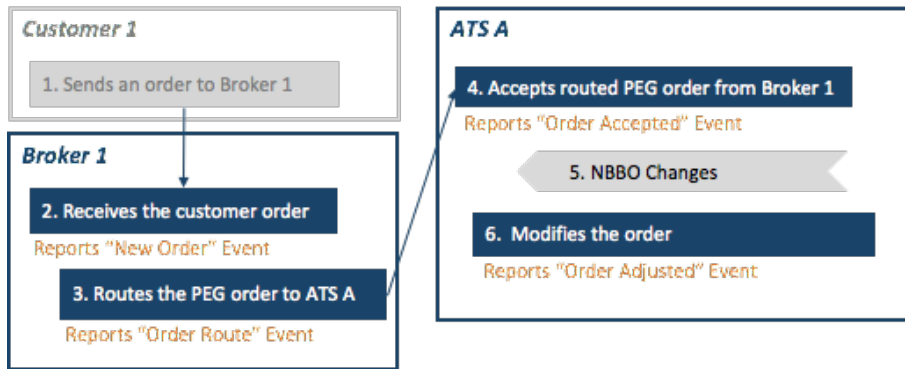 Customer 1
1. Sends an order to Broker 1
Broker 1
2. Receives the customer order
Reports "New Order" Event
3. Routes the PEG order to ATS A
Reports "Order Route" Event
ATS A
4. Accepts routed PEG order from Broker 1
Reports "Order Accepted" Event
5. NBBO Changes
6. Modifies the order
Reports "Order Adjusted" Event